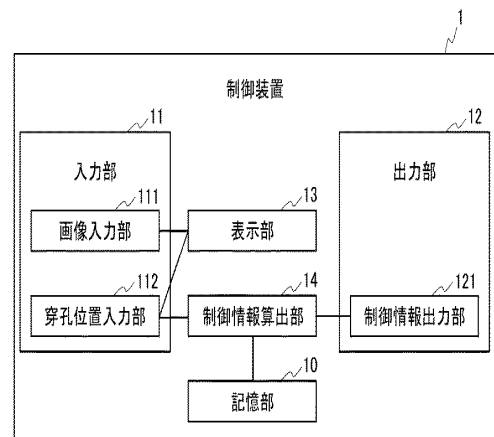 1
制御装置
11
入力部
12
出力部
111
画像入力部
13
表示部
112
穿孔位置入力部
14
制御情報算出部
121
制御情報出力部
10
記憶部